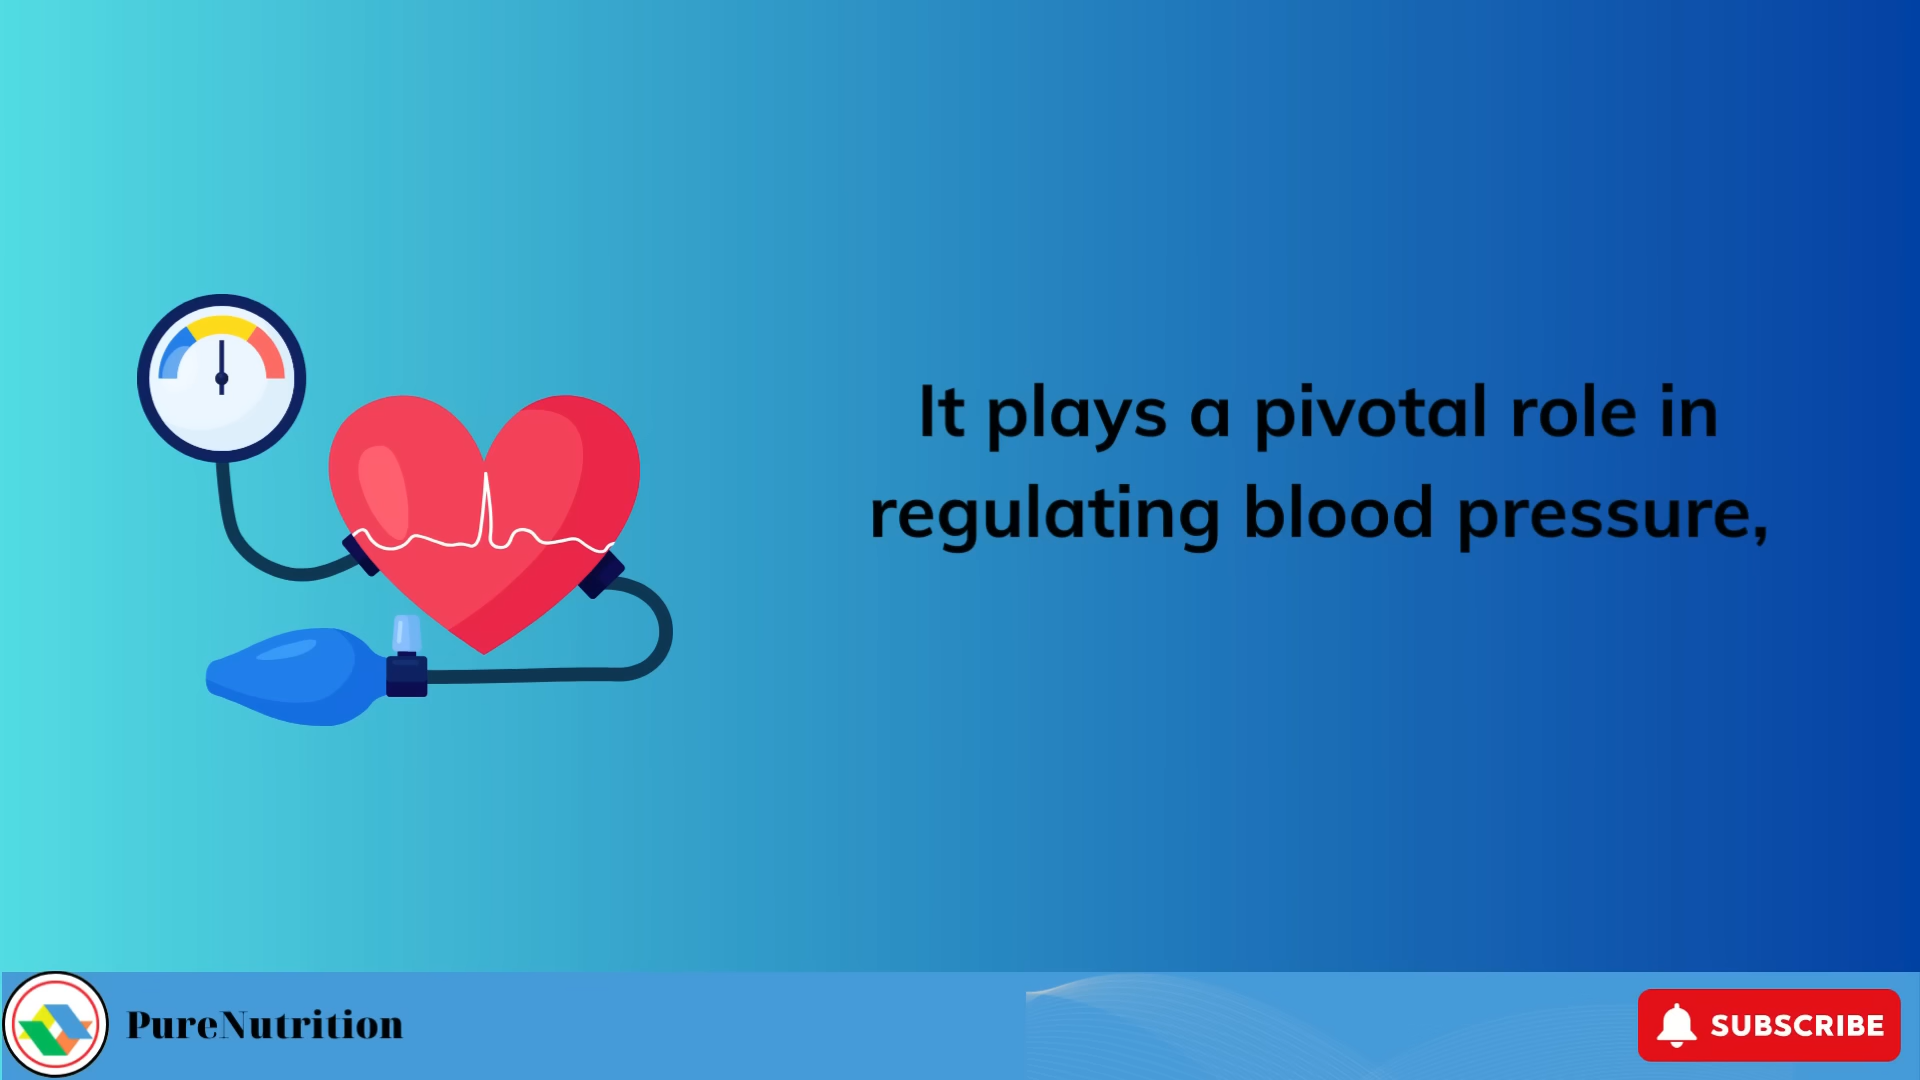 It plays a pivotal role in
regulating blood pressure,
PureNutrition
SUBSCRIBE